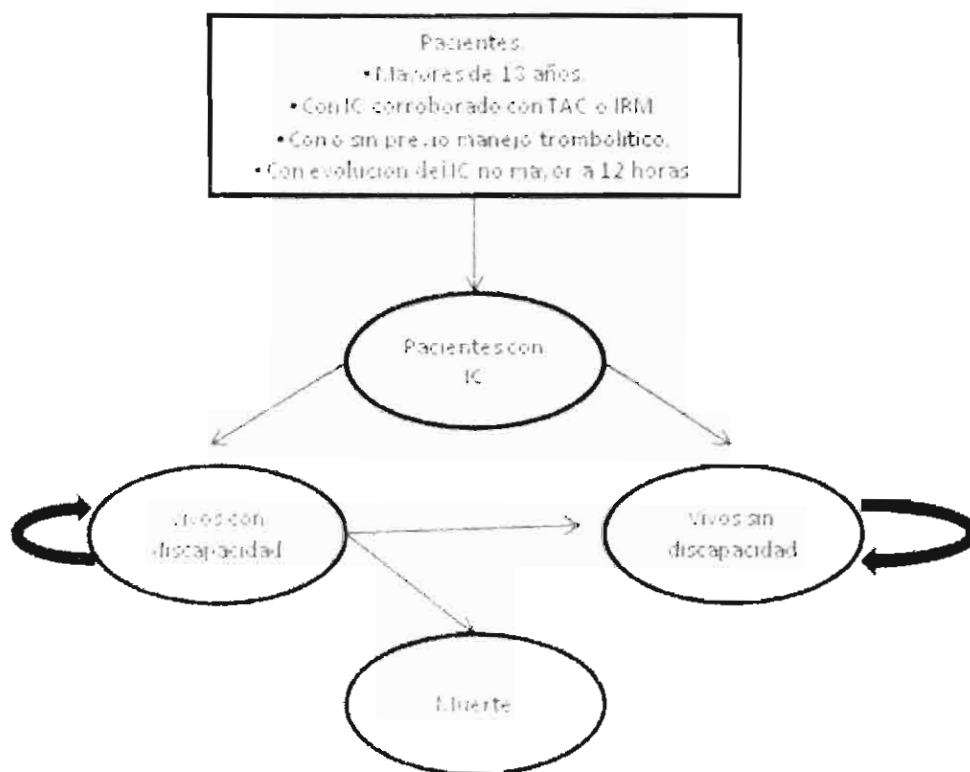 Pacientes
• Mayores de 18 años.
• Con IC corroborado con TAC o IRM
• Con o sin previo manejo trombolítico.
• Con evolución del IC no mayor a 12 horas
Pacientes con
IC
Vivos con
discapacidad
Vivos sin
discapacidad
Muerte